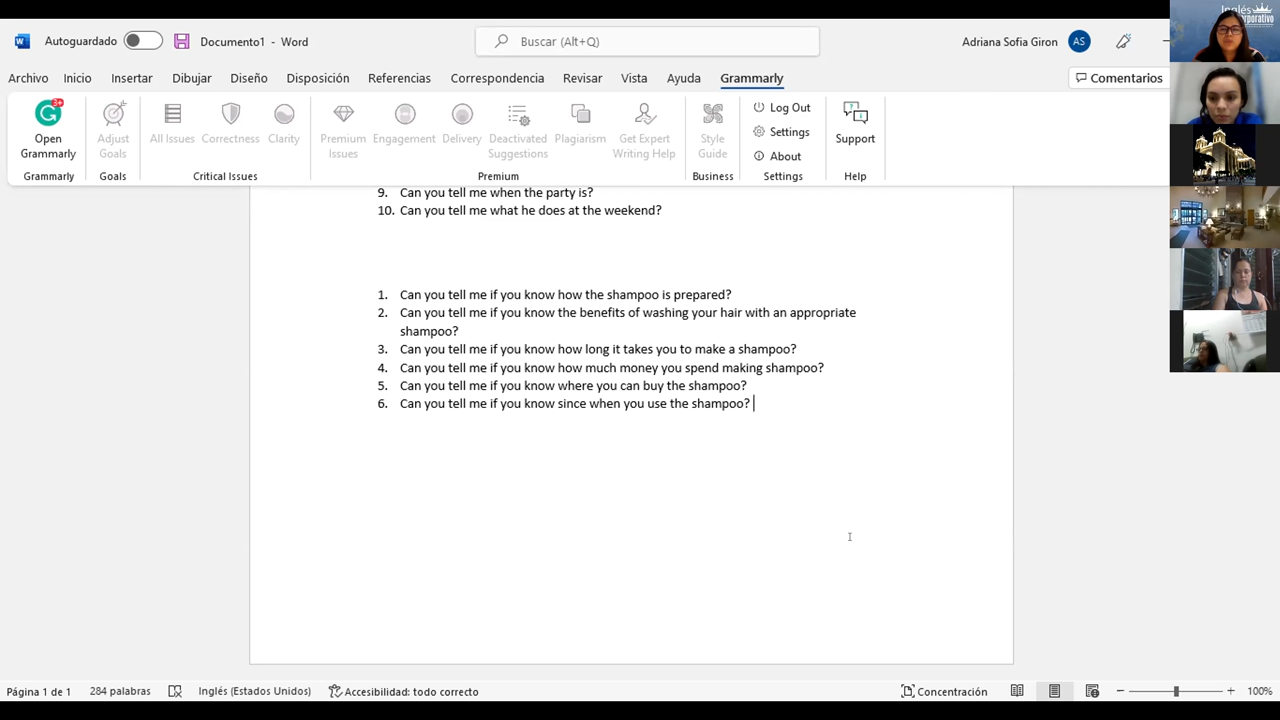 Autoguardado
Documento1 - Word
Buscar (Alt+Q)
Adriana Sofia Giron
AS
Inglés
Corporativo
Archivo Inicio Insertar Dibujar Diseño Disposición Referencias Correspondencia Revisar Vista Ayuda Grammarly
Comentarios
3+
Open Grammarly
Adjust Goals
All Issues
Correctness
Clarity
Premium Issues
Engagement
Delivery
Deactivated Suggestions
Plagiarism
Get Expert Writing Help
Style Guide
Log Out
Settings
About
Support
Grammarly Goals Critical Issues Premium Business Settings Help
9. Can you tell me when the party is?
10. Can you tell me what he does at the weekend?
1. Can you tell me if you know how the shampoo is prepared?
2. Can you tell me if you know the benefits of washing your hair with an appropriate
shampoo?
3. Can you tell me if you know how long it takes you to make a shampoo?
4. Can you tell me if you know how much money you spend making shampoo?
5. Can you tell me if you know where you can buy the shampoo?
6. Can you tell me if you know since when you use the shampoo?
Página 1 de 1 284 palabras Inglés (Estados Unidos) Accesibilidad: todo correcto
Concentración
100%